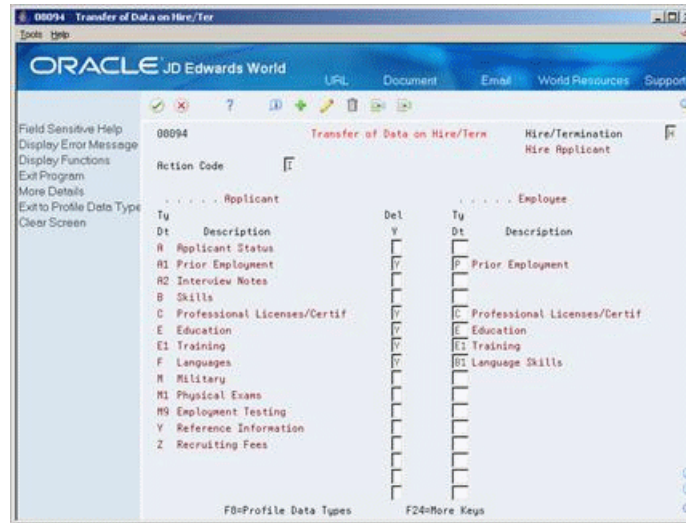 08094 Transfer of Data on Hire/Ter
Tools Help
ORACLE JD Edwards World
URL Document Email World Resources Support
Field Sensitive Help
Display Error Message
Display Functions
Exit Program
More Details
Exit to Profile Data Type
Clear Screen
08094 Transfer of Data on Hire/Term Hire/Termination H
Hire Applicant
Action Code I
. . . . . Applicant . . . . . Employee
Ty Del Ty
Dt Description Y Dt Description
A Applicant Status
A1 Prior Employment Y P Prior Employment
A2 Interview Notes
B Skills
C Professional Licenses/Certif Y C Professional Licenses/Certif
E Education Y E Education
E1 Training Y E1 Training
F Languages Y B1 Language Skills
M Military
M1 Physical Exams
M9 Employment Testing
Y Reference Information
Z Recruiting Fees
F8=Profile Data Types F24=More Keys